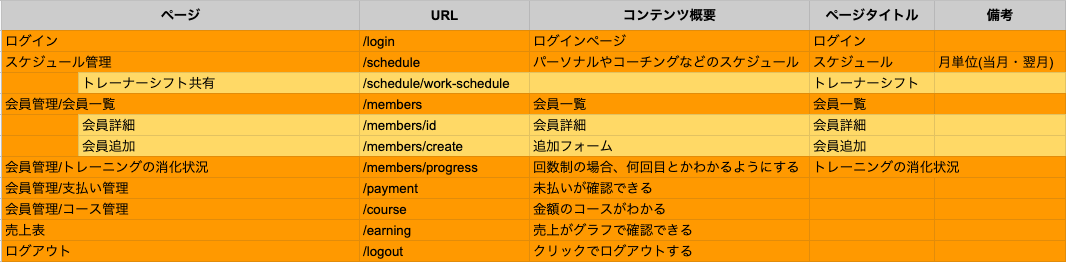 ページ URL コンテンツ概要 ページタイトル 備考
ログイン /login ログインページ ログイン
スケジュール管理 /schedule パーソナルやコーチングなどのスケジュール スケジュール 月単位(当月・翌月)
トレーナーシフト共有 /schedule/work-schedule トレーナーシフト
会員管理/会員一覧 /members 会員一覧 会員一覧
会員詳細 /members/id 会員詳細 会員詳細
会員追加 /members/create 追加フォーム 会員追加
会員管理/トレーニングの消化状況 /members/progress 回数制の場合、何回目とかわかるようにする トレーニングの消化状況
会員管理/支払い管理 /payment 未払いが確認できる
会員管理/コース管理 /course 金額のコースがわかる
売上表 /earning 売上がグラフで確認できる
ログアウト /logout クリックでログアウトする